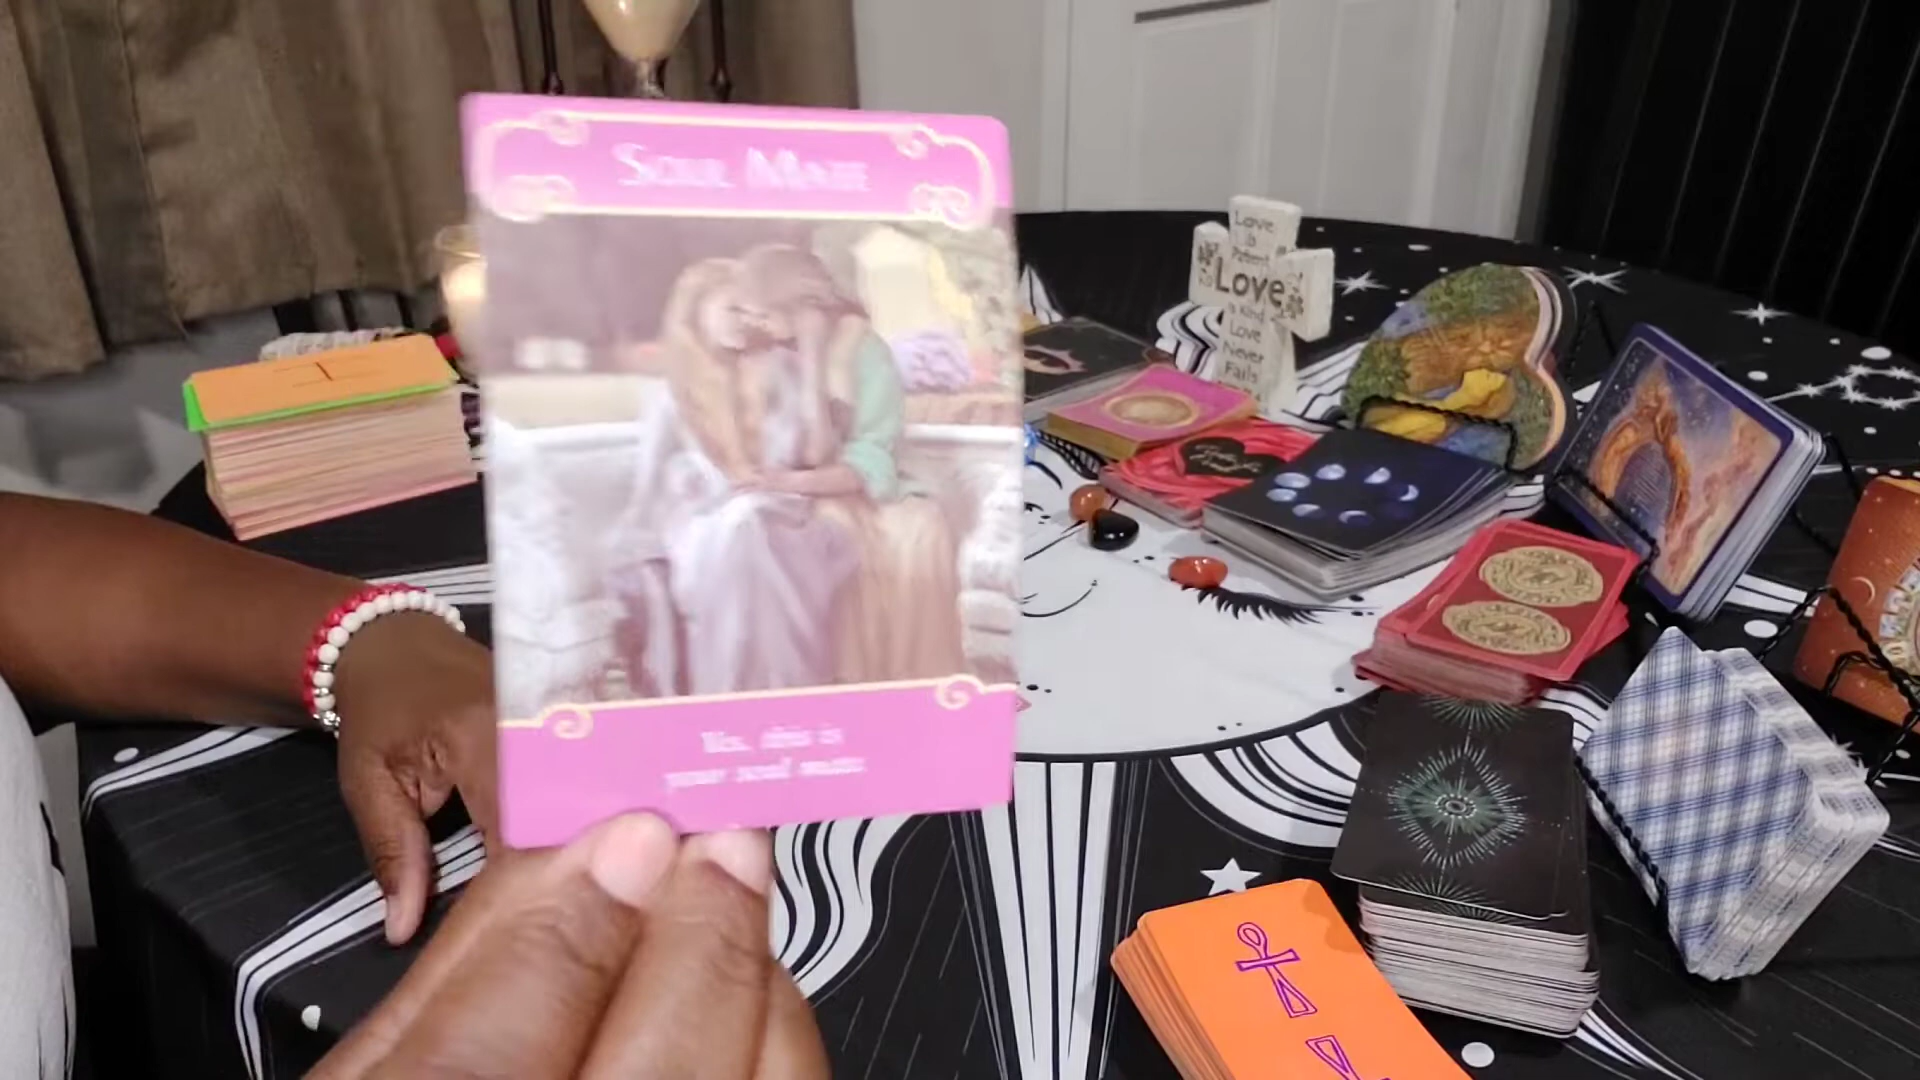 Soul Mate
Yes, this is
your soul mate
Love
is
Patient
Love
is Kind
Love
Never
Fails